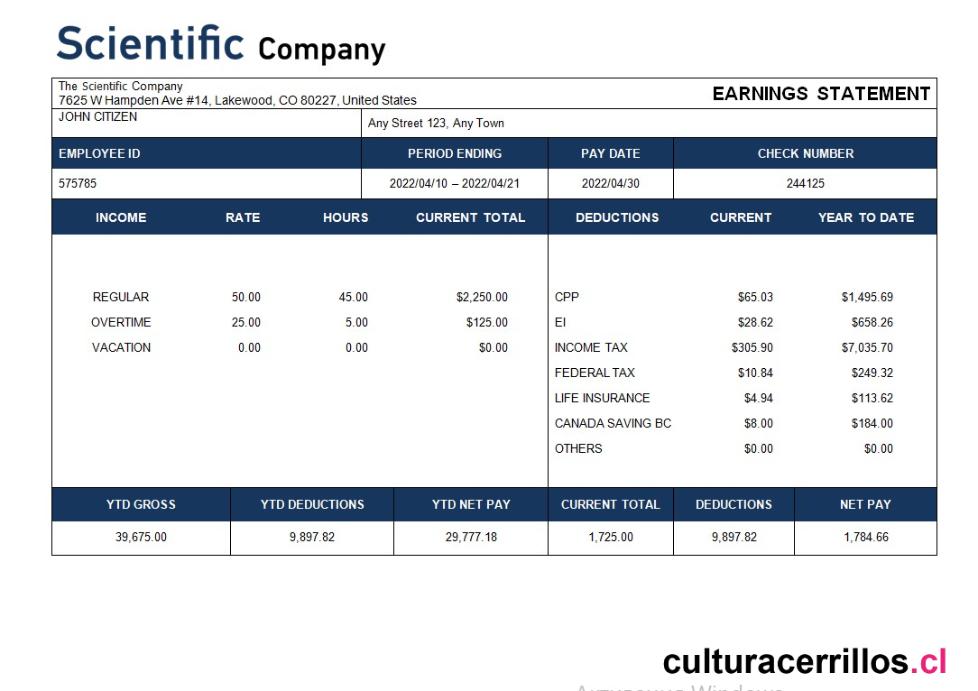 Scientific Company
The Scientific Company
7625 W Hampden Ave #14, Lakewood, CO 80227, United States
EARNINGS STATEMENT
JOHN CITIZEN
Any Street 123, Any Town
EMPLOYEE ID PERIOD ENDING PAY DATE CHECK NUMBER
575785 2022/04/10 – 2022/04/21 2022/04/30 244125
INCOME RATE HOURS CURRENT TOTAL DEDUCTIONS CURRENT YEAR TO DATE
REGULAR 50.00 45.00 $2,250.00 CPP $65.03 $1,495.69
OVERTIME 25.00 5.00 $125.00 EI $28.62 $658.26
VACATION 0.00 0.00 $0.00 INCOME TAX $305.90 $7,035.70
FEDERAL TAX $10.84 $249.32
LIFE INSURANCE $4.94 $113.62
CANADA SAVING BC $8.00 $184.00
OTHERS $0.00 $0.00
YTD GROSS YTD DEDUCTIONS YTD NET PAY CURRENT TOTAL DEDUCTIONS NET PAY
39,675.00 9,897.82 29,777.18 1,725.00 9,897.82 1,784.66
culturacerrillos.cl